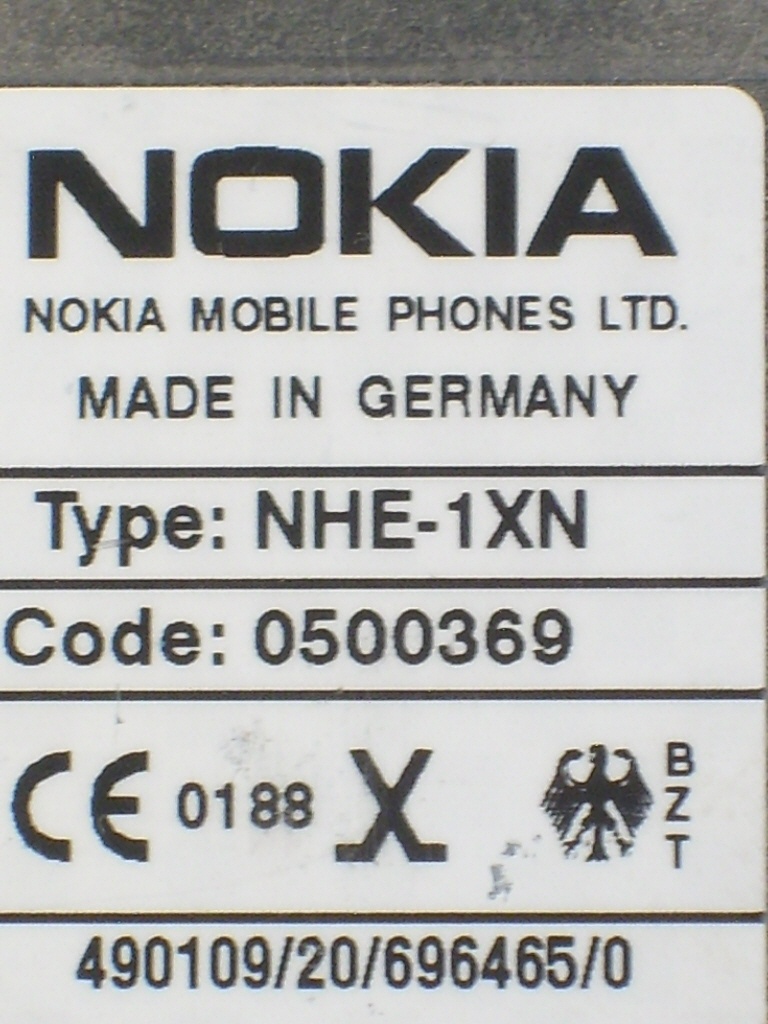 NOKIA
NOKIA MOBILE PHONES LTD.
MADE IN GERMANY
Type: NHE-1XN
Code: 0500369
CE 0188 X BZT
490109/20/696465/0